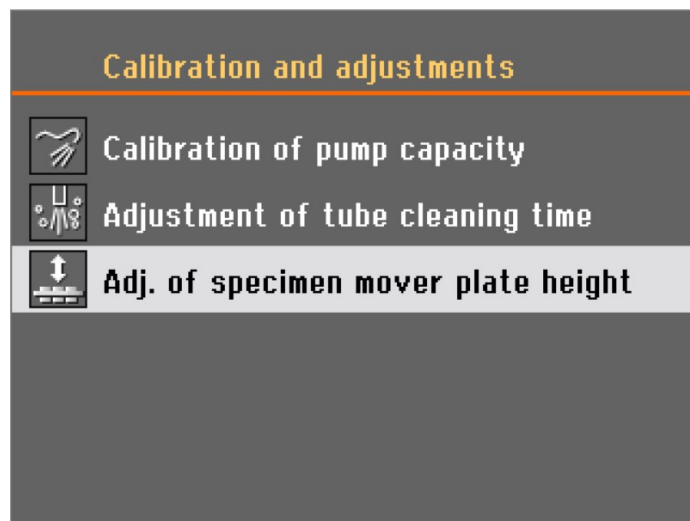 Calibration and adjustments
Calibration of pump capacity
Adjustment of tube cleaning time
Adj. of specimen mover plate height